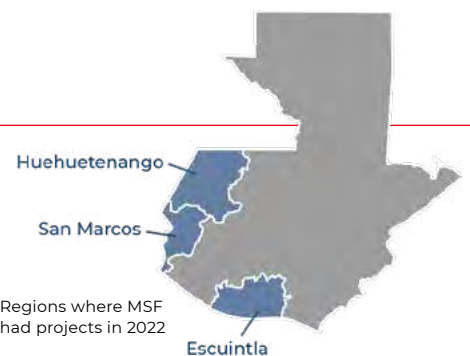 Huehuetenango
San Marcos
Regions where MSF
had projects in 2022
Escuintla